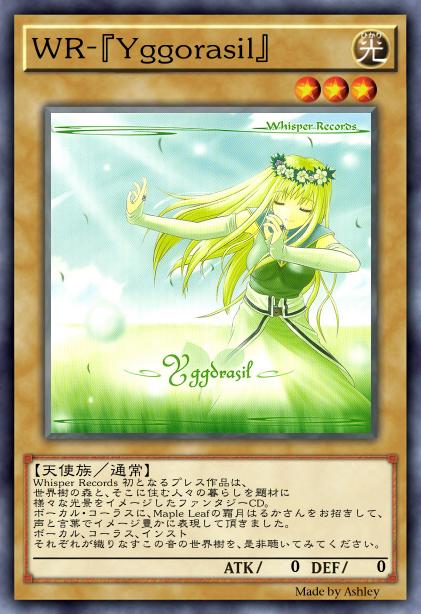 WR-『Yggorasil』
ひかり
光
Whisper Records
Yggdrasil
【天使族／通常】
Whisper Records 初となるプレス作品は、
世界樹の森と、そこに住む人々の暮らしを題材に
様々な光景をイメージしたファンタジーCD。
ボーカル・コーラスに、Maple Leafの霜月はるかさんをお招きして、
声と言葉でイメージ豊かに表現して頂きました。
ボーカル、コーラス、インスト
それぞれが織りなすこの音の世界樹を、是非聴いてみてください。
ATK/ 0 DEF/ 0
Made by Ashley